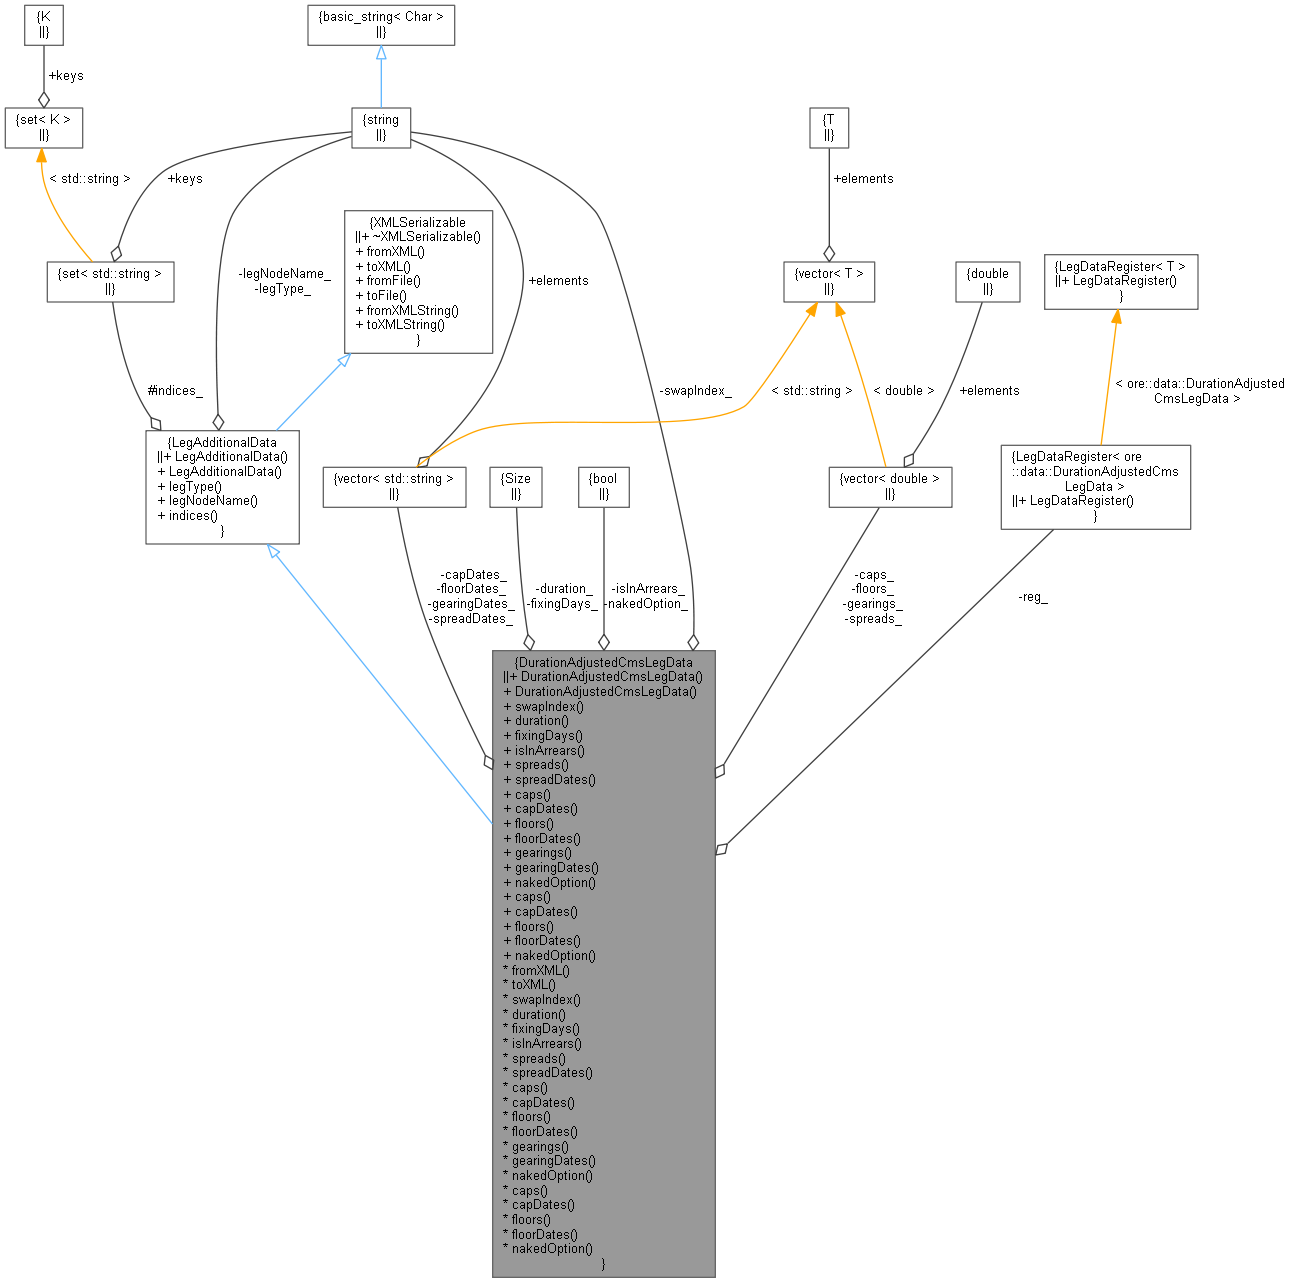 {K
||}
{basic_string< Char >
||}
+keys
{set< K >
||}
{string
||}
{T
||}
< std::string >
+keys
+elements
{XMLSerializable
||+ ~XMLSerializable()
+ fromXML()
+ toXML()
+ fromFile()
+ toFile()
+ fromXMLString()
+ toXMLString()
}
{set< std::string >
||}
-legNodeName_
-legType_
+elements
{vector< T >
||}
{double
||}
{LegDataRegister< T >
||+ LegDataRegister()
}
#indices_
-swapIndex_
< std::string >
< double >
+elements
< ore::data::DurationAdjusted
CmsLegData >
{LegAdditionalData
||+ LegAdditionalData()
+ LegAdditionalData()
+ legType()
+ legNodeName()
+ indices()
}
{vector< std::string >
||}
{Size
||}
{bool
||}
{vector< double >
||}
{LegDataRegister< ore
::data::DurationAdjustedCms
LegData >
||+ LegDataRegister()
}
-capDates_
-floorDates_
-gearingDates_
-spreadDates_
-duration_
-fixingDays_
-isInArrears_
-nakedOption_
-caps_
-floors_
-gearings_
-spreads_
-reg_
{DurationAdjustedCmsLegData
||+ DurationAdjustedCmsLegData()
+ DurationAdjustedCmsLegData()
+ swapIndex()
+ duration()
+ fixingDays()
+ isInArrears()
+ spreads()
+ spreadDates()
+ caps()
+ capDates()
+ floors()
+ floorDates()
+ gearings()
+ gearingDates()
+ nakedOption()
+ caps()
+ capDates()
+ floors()
+ floorDates()
+ nakedOption()
* fromXML()
* toXML()
* swapIndex()
* duration()
* fixingDays()
* isInArrears()
* spreads()
* spreadDates()
* caps()
* capDates()
* floors()
* floorDates()
* gearings()
* gearingDates()
* nakedOption()
* caps()
* capDates()
* floors()
* floorDates()
* nakedOption()
}